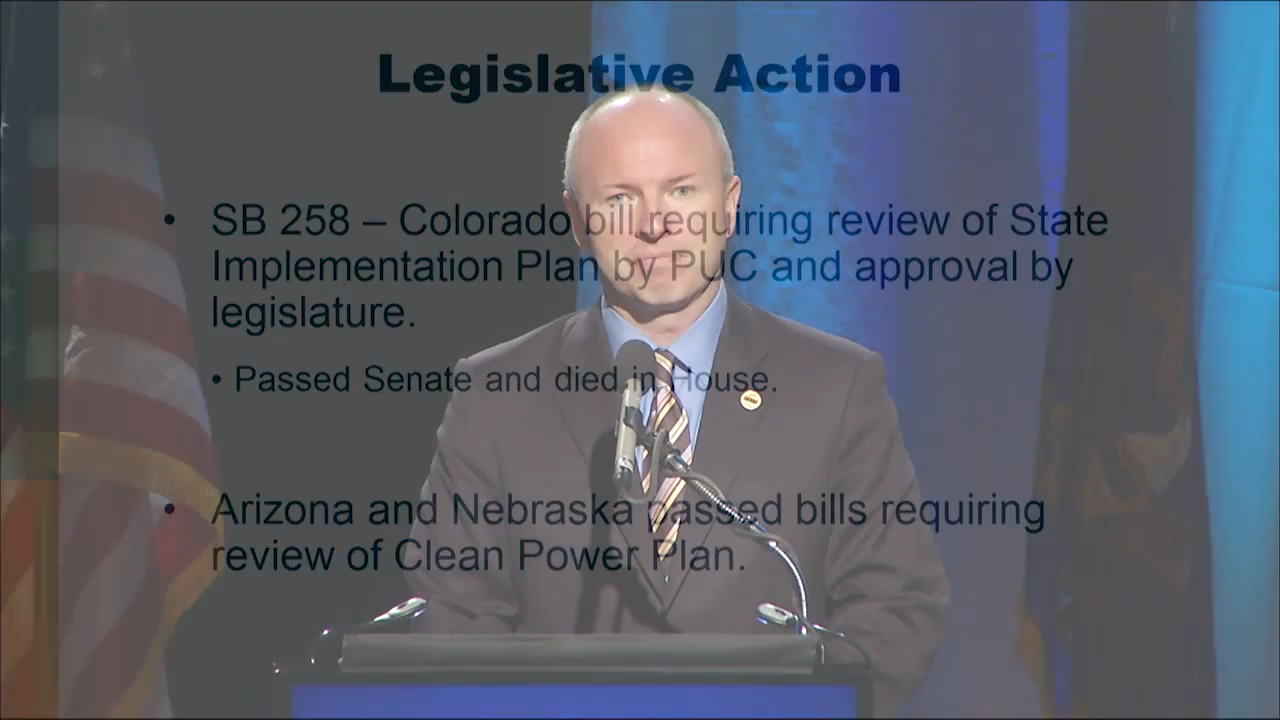 Legislative Action
• SB 258 – Colorado bill requiring review of State
Implementation Plan by PUC and approval by
legislature.
• Passed Senate and died in House.
• Arizona and Nebraska passed bills requiring
review of Clean Power Plan.